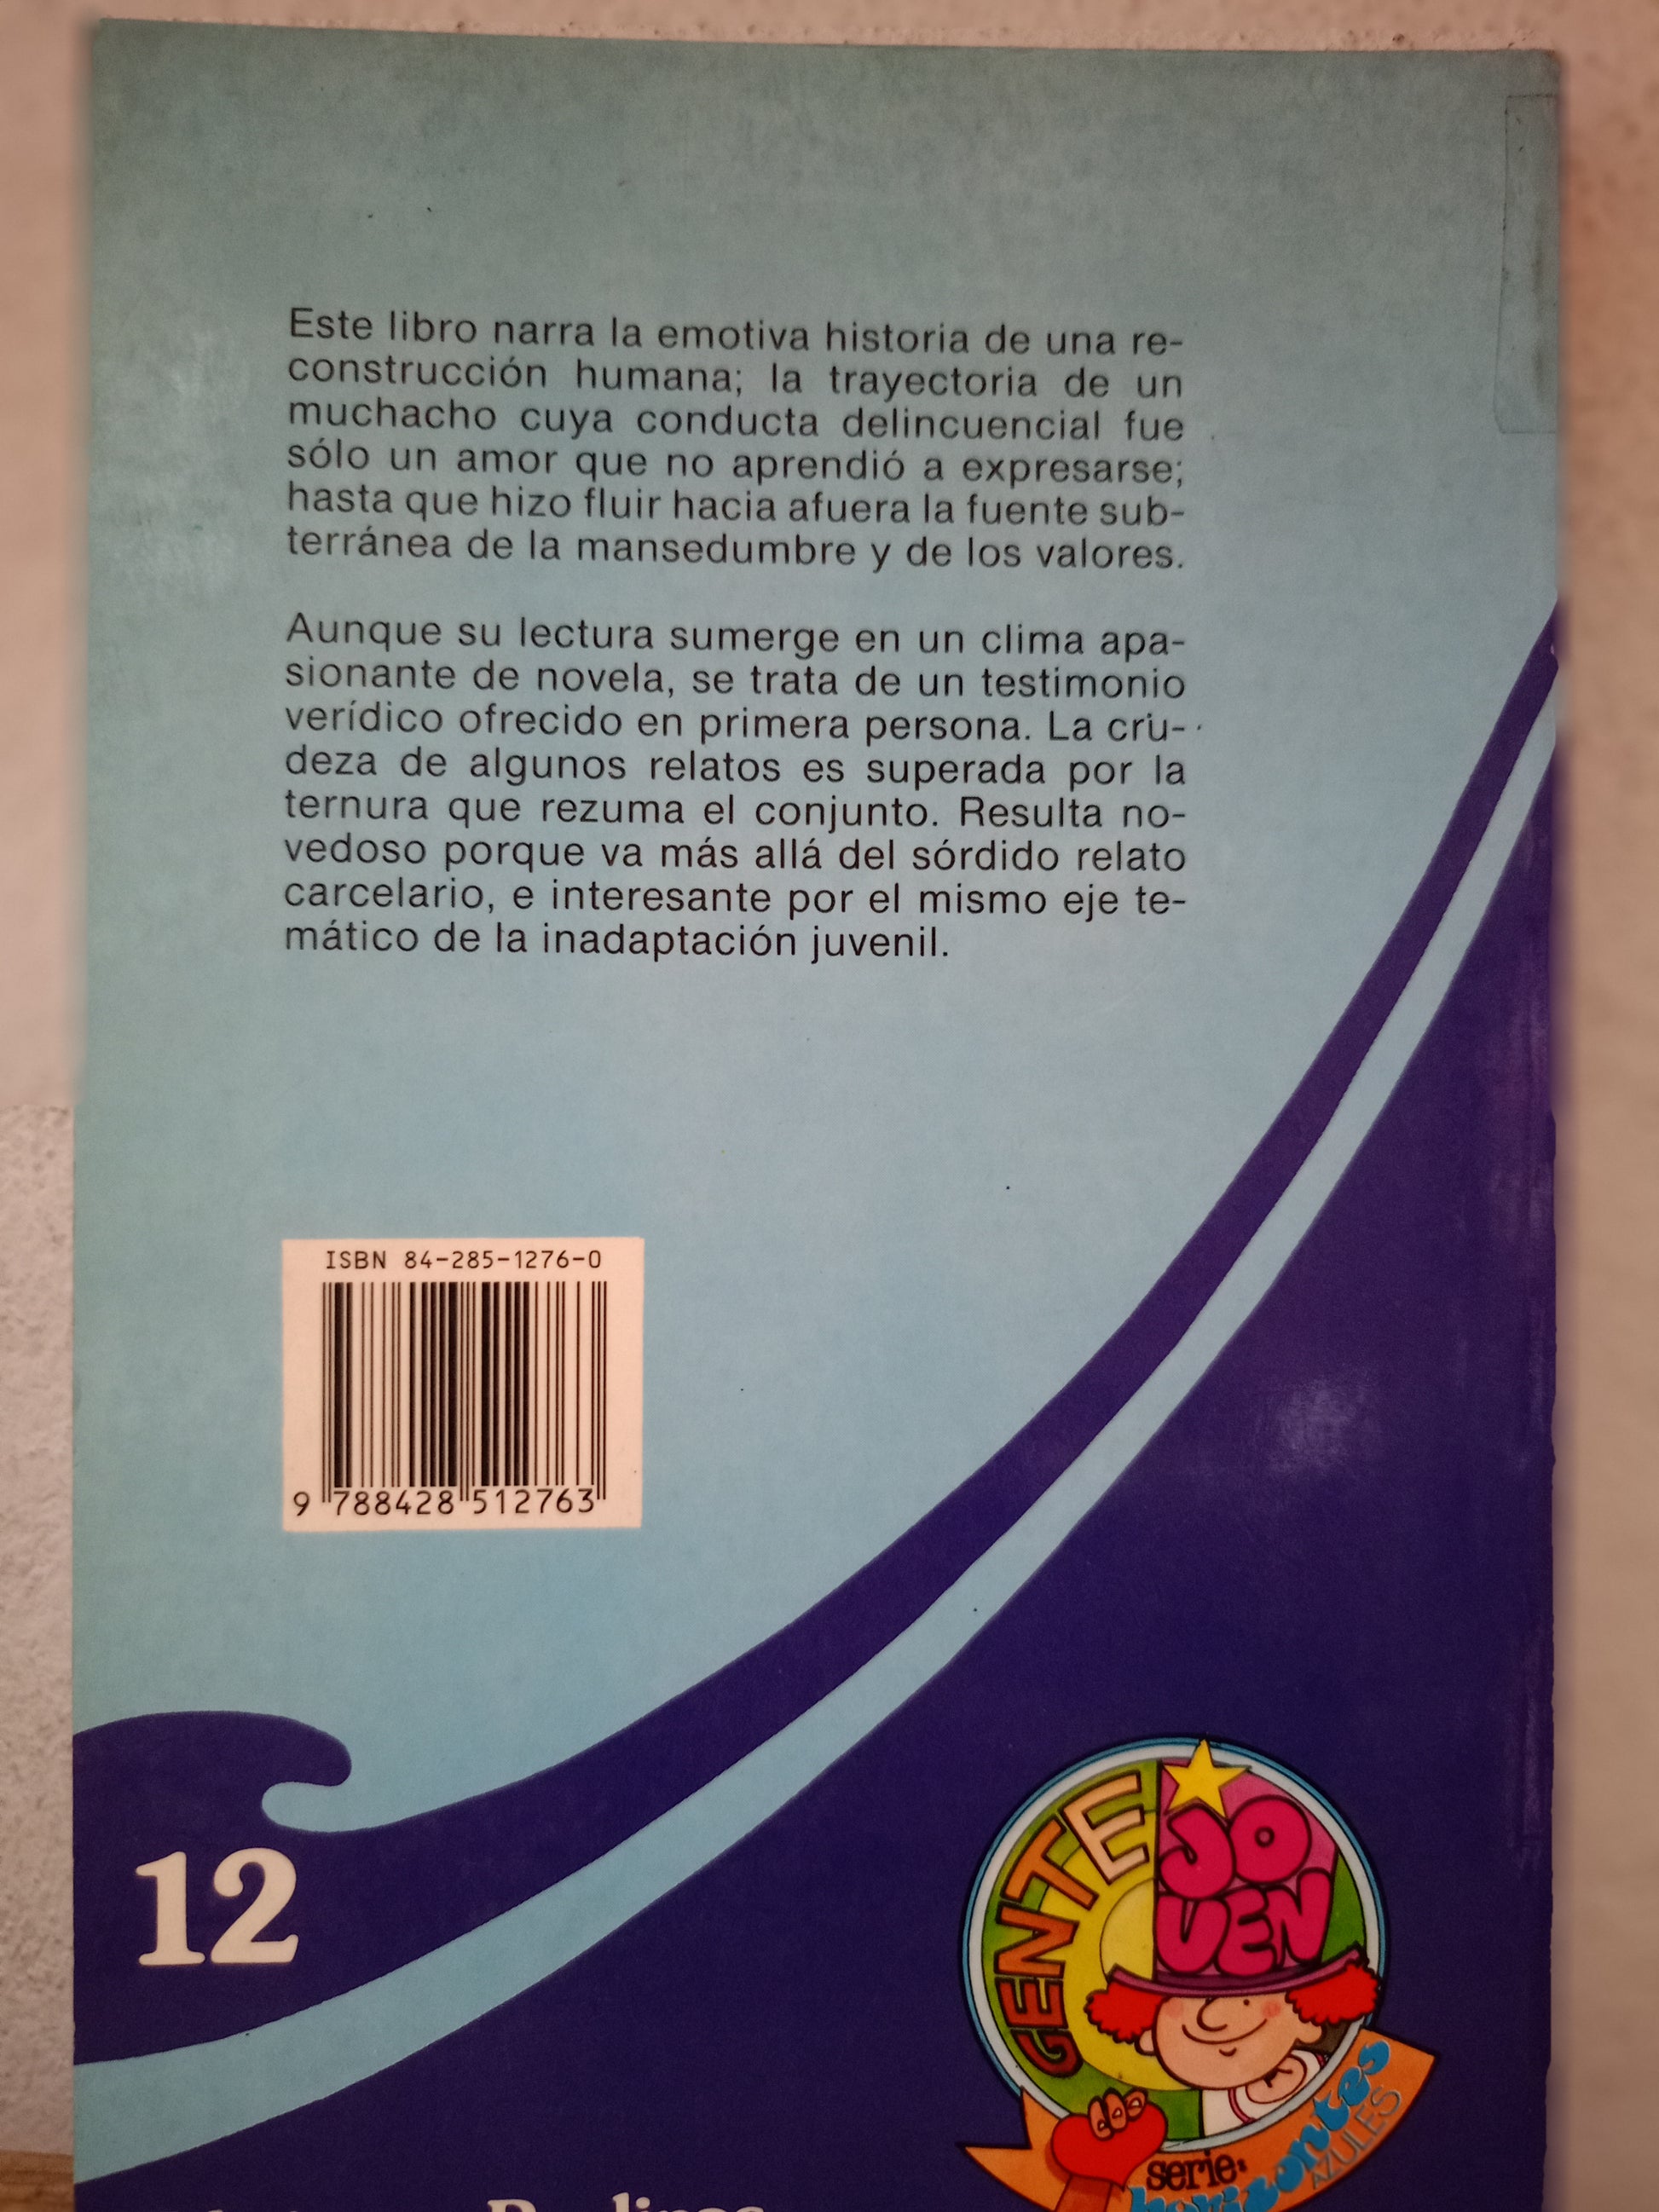 Este libro narra la emotiva historia de una re-
construcción humana; la trayectoria de un
muchacho cuya conducta delincuencial fue
sólo un amor que no aprendió a expresarse;
hasta que hizo fluir hacia afuera la fuente sub-
terránea de la mansedumbre y de los valores.
Aunque su lectura sumerge en un clima apa-
sionante de novela, se trata de un testimonio
verídico ofrecido en primera persona. La cru-
deza de algunos relatos es superada por la
ternura que rezuma el conjunto. Resulta no-
vedoso porque va más allá del sórdido relato
carcelario, e interesante por el mismo eje te-
mático de la inadaptación juvenil.
ISBN 84-285-1276-0
9 788428 512763
12
GENTE
JO
VEN
serie:
horizontes
AZULES
Paulinas